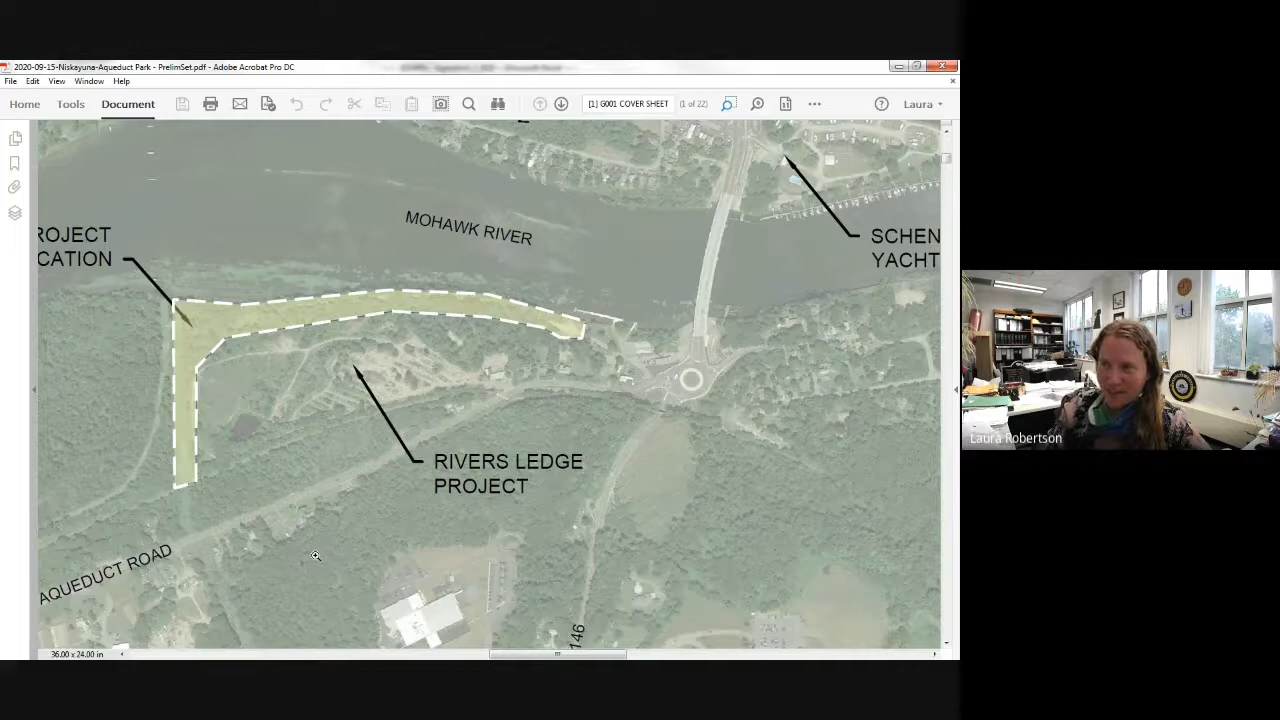 2020-09-15-Niskayuna-Aqueduct Park - PrelimSet.pdf - Adobe Acrobat Pro DC
File Edit View Window Help
Home Tools Document [1] G001 COVER SHEET (1 of 22) Laura
MOHAWK RIVER
ROJECT
CATION
SCHEN
YACHT
RIVERS LEDGE
PROJECT
AQUEDUCT ROAD
146
36.00 x 24.00 in
Laura Robertson